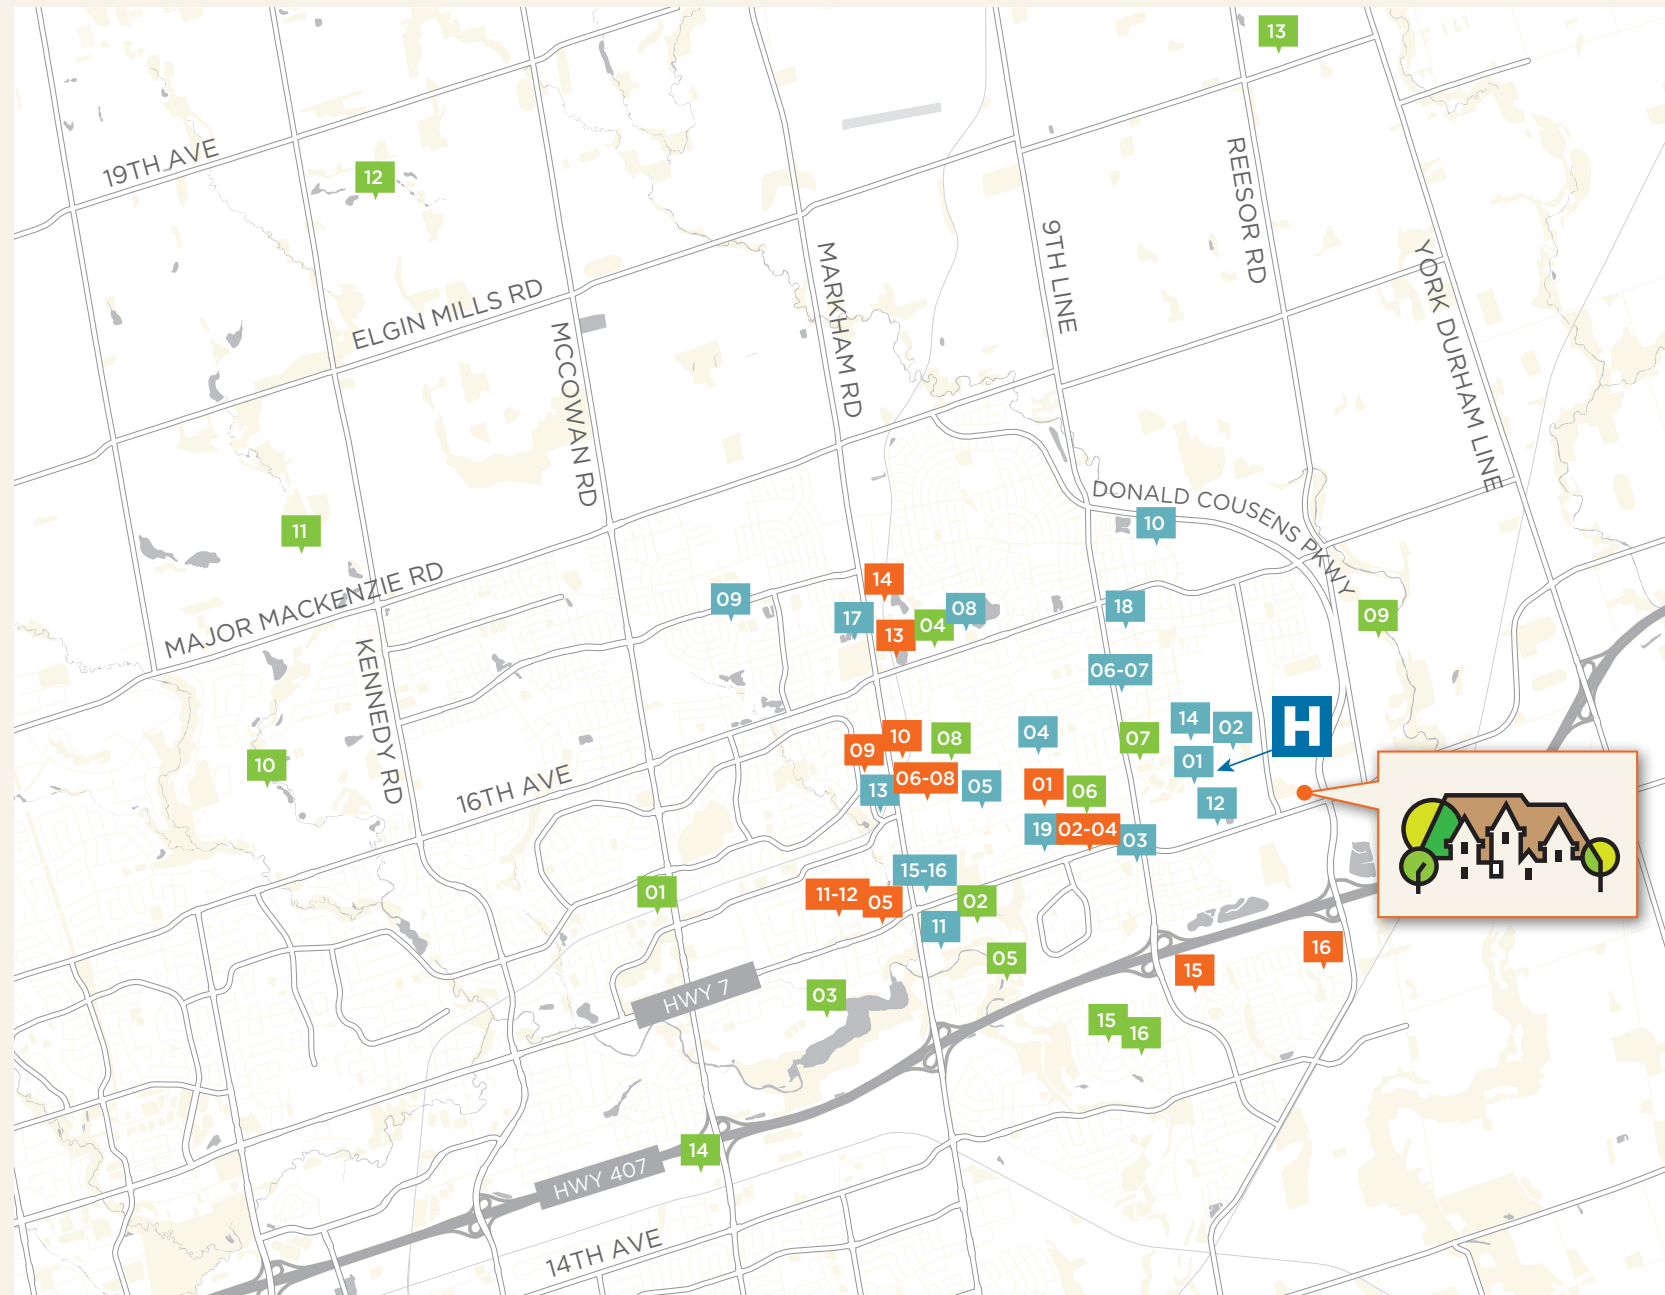 13
19TH AVE
12
REESOR RD
9TH LINE
MARKHAM RD
YORK DURHAM LINE
ELGIN MILLS RD
MCCOWAN RD
DONALD COUSENS PKWY
10
11
MAJOR MACKENZIE RD
14
09
17
13
04
08
18
09
KENNEDY RD
06-07
14
02
H
04
07
08
10
09
01
10
16TH AVE
06-08
13
05
01
06
12
19
02-04
03
15-16
01
11-12
05
02
11
16
05
15
HWY 7
03
15
16
14
HWY 407
14TH AVE